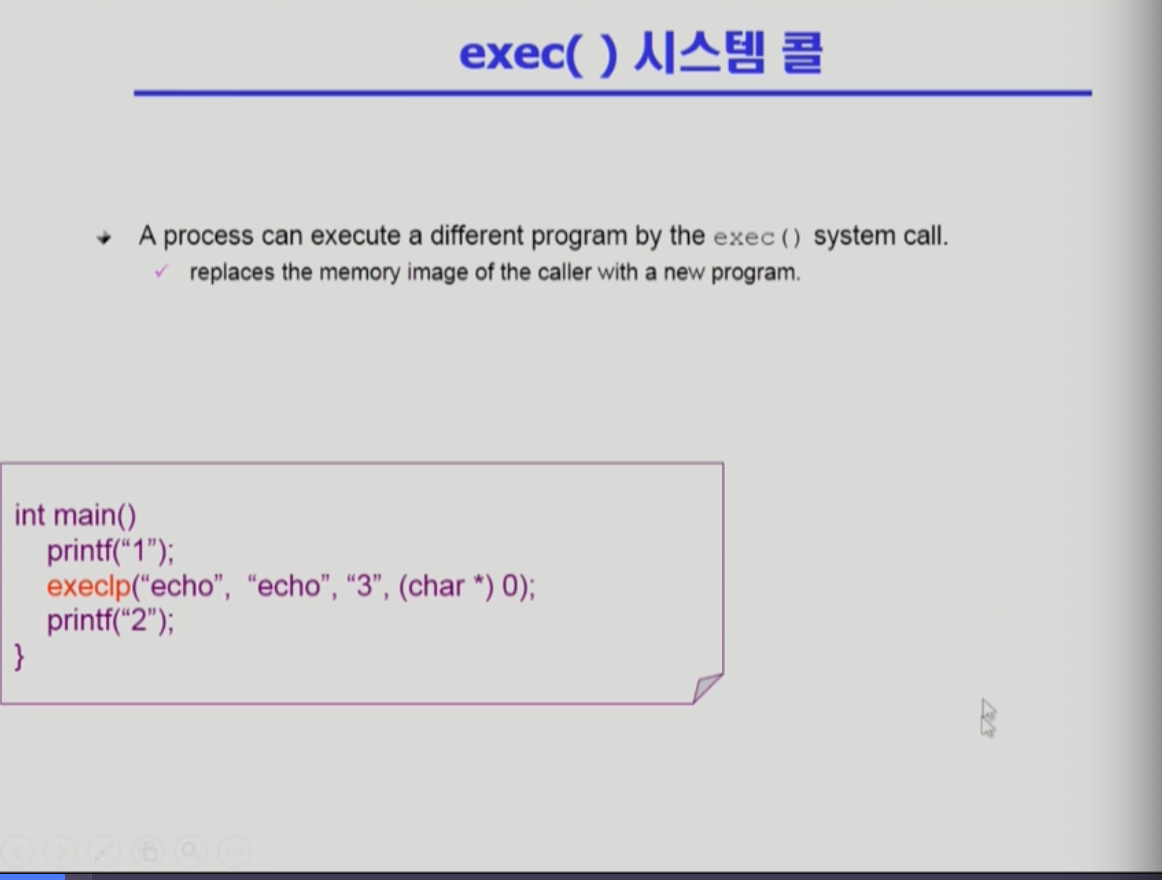 exec( ) 시스템 콜
A process can execute a different program by the exec() system call.
replaces the memory image of the caller with a new program.
int main()
printf(“1”);
execlp(“echo”, “echo”, “3”, (char *) 0);
printf(“2”);
}